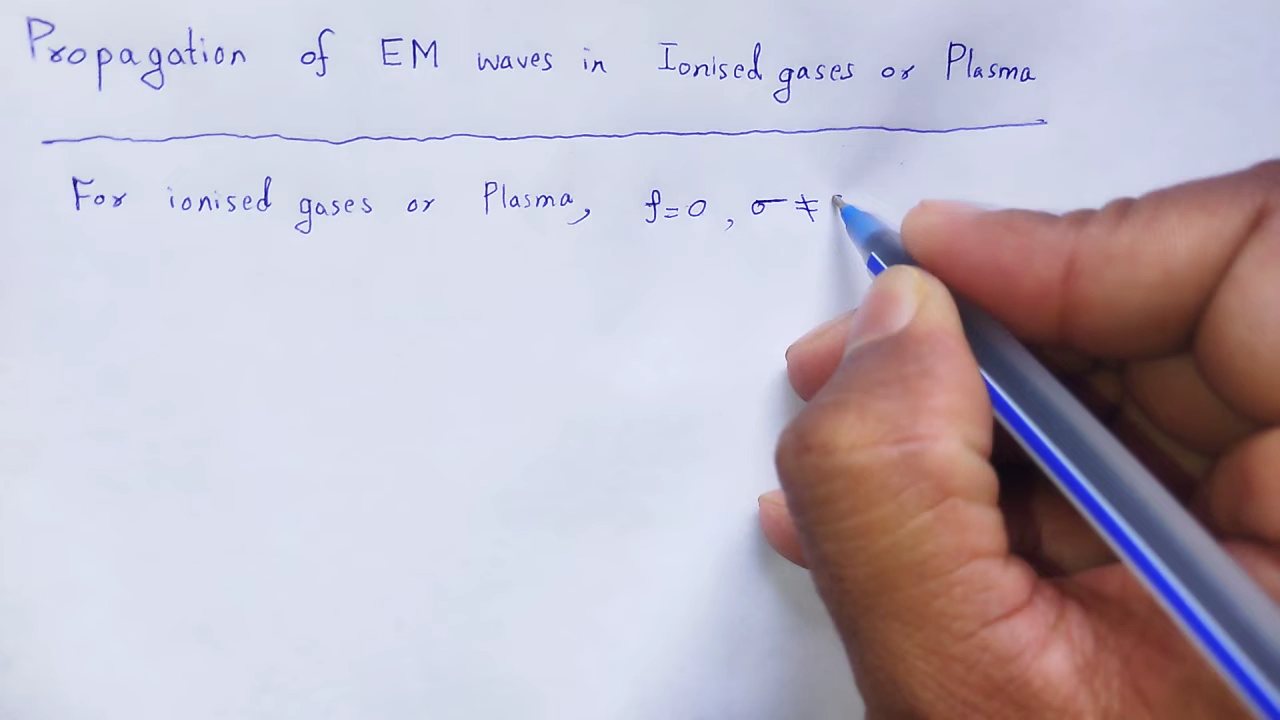 Propagation of EM waves in Ionised gases or Plasma
For ionised gases or Plasma, ρ=0, σ ≠